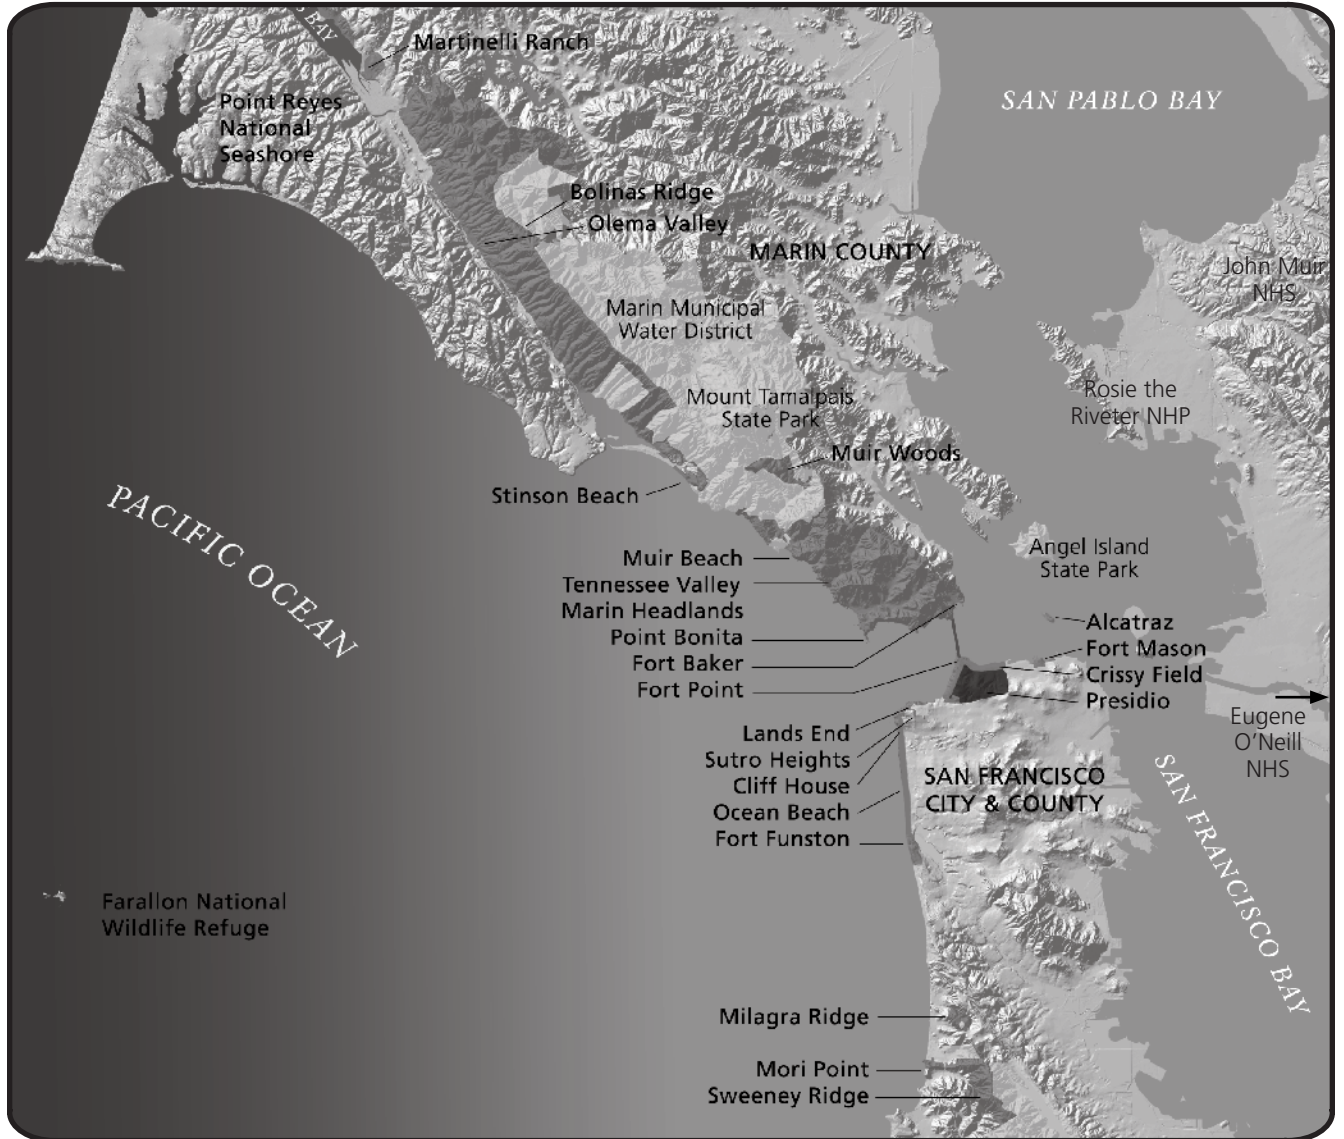 S BAY
Martinelli Ranch
Point Reyes
National
Seashore
SAN PABLO BAY
Bolinas Ridge
Olema Valley
MARIN COUNTY
John Muir
NHS
Marin Municipal
Water District
Mount Tamalpais
State Park
Rosie the
Riveter NHP
Muir Woods
Stinson Beach
PACIFIC OCEAN
Angel Island
State Park
Muir Beach
Tennessee Valley
Marin Headlands
Point Bonita
Fort Baker
Fort Point
Alcatraz
Fort Mason
Crissy Field
Presidio
Eugene
O’Neill
NHS
Lands End
Sutro Heights
Cliff House
Ocean Beach
Fort Funston
SAN FRANCISCO
CITY & COUNTY
SAN FRANCISCO BAY
Farallon National
Wildlife Refuge
Milagra Ridge
Mori Point
Sweeney Ridge